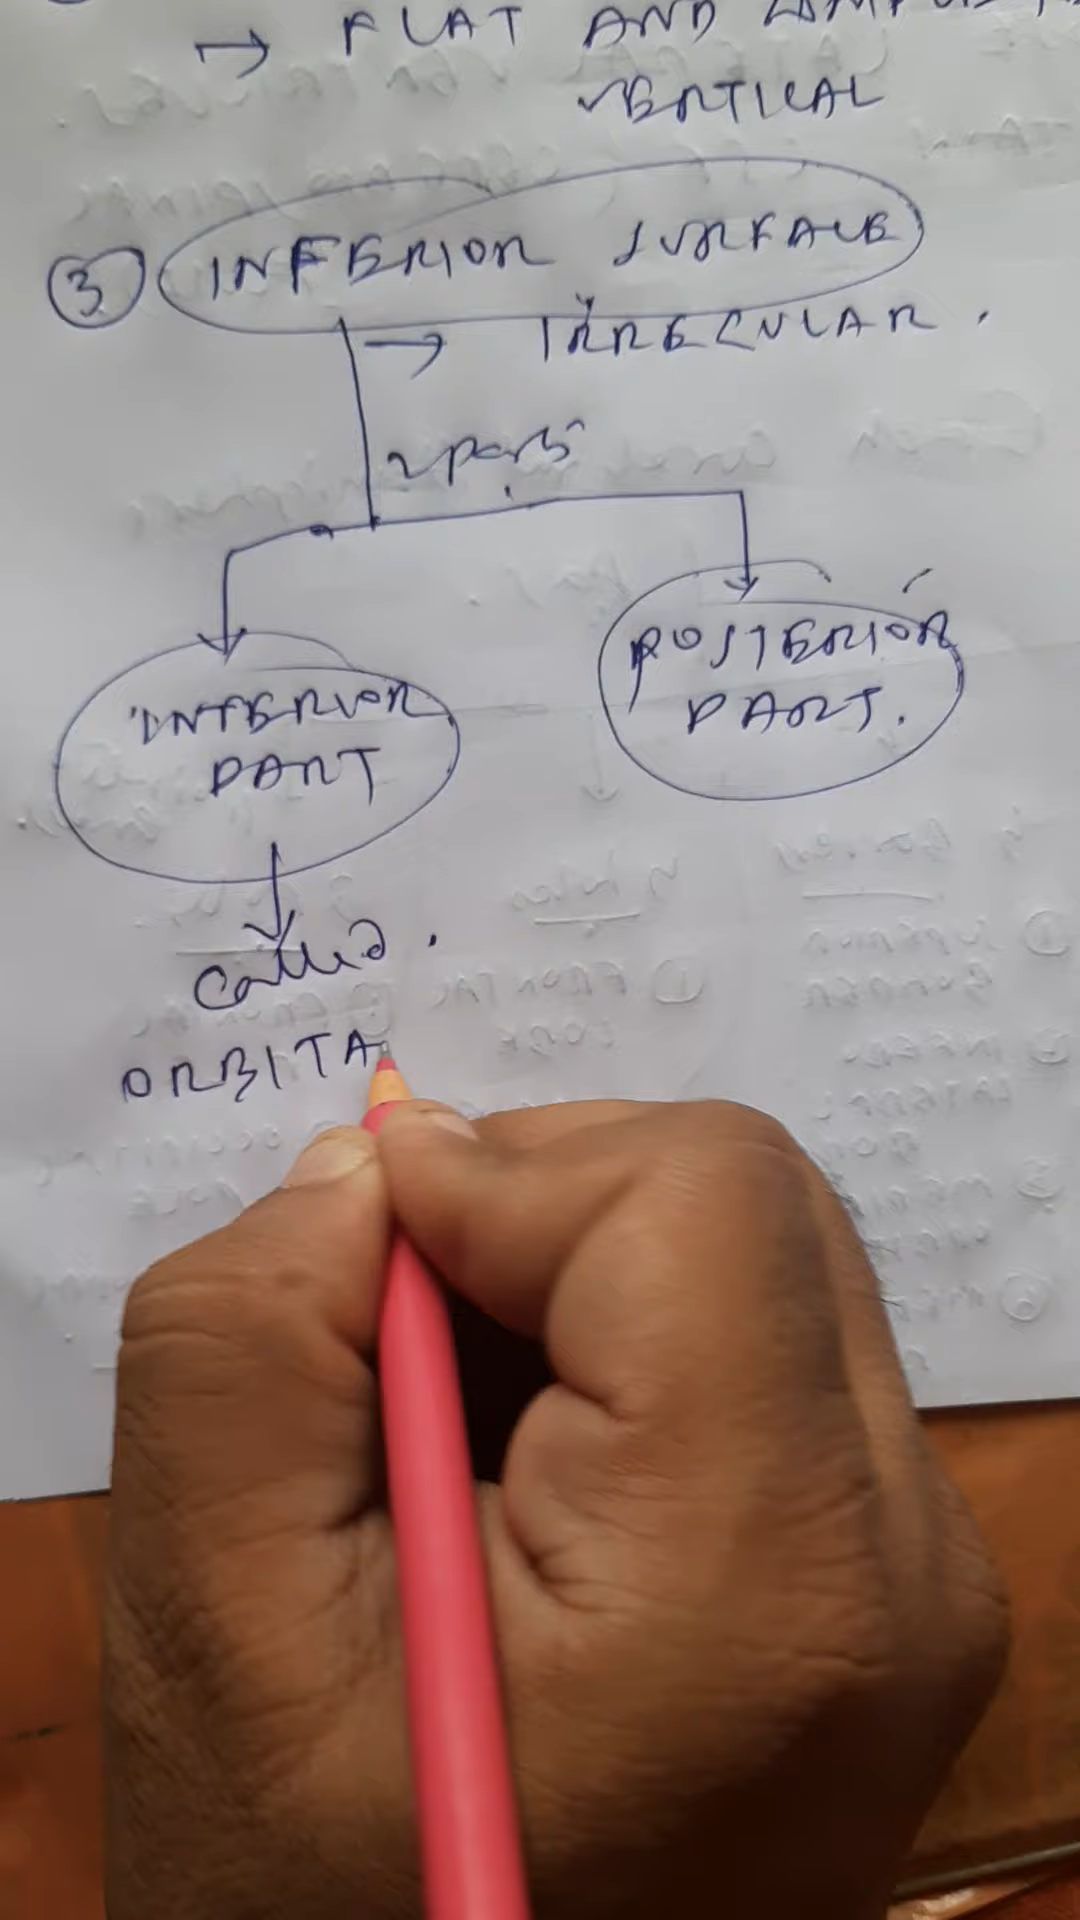 → FLAT AND
VERTICAL
③ INFERIOR SURFACE
→ IRREGULAR.
2 parts
INTERIOR
PART
POSTERIOR
PART.
called.
ORBITA